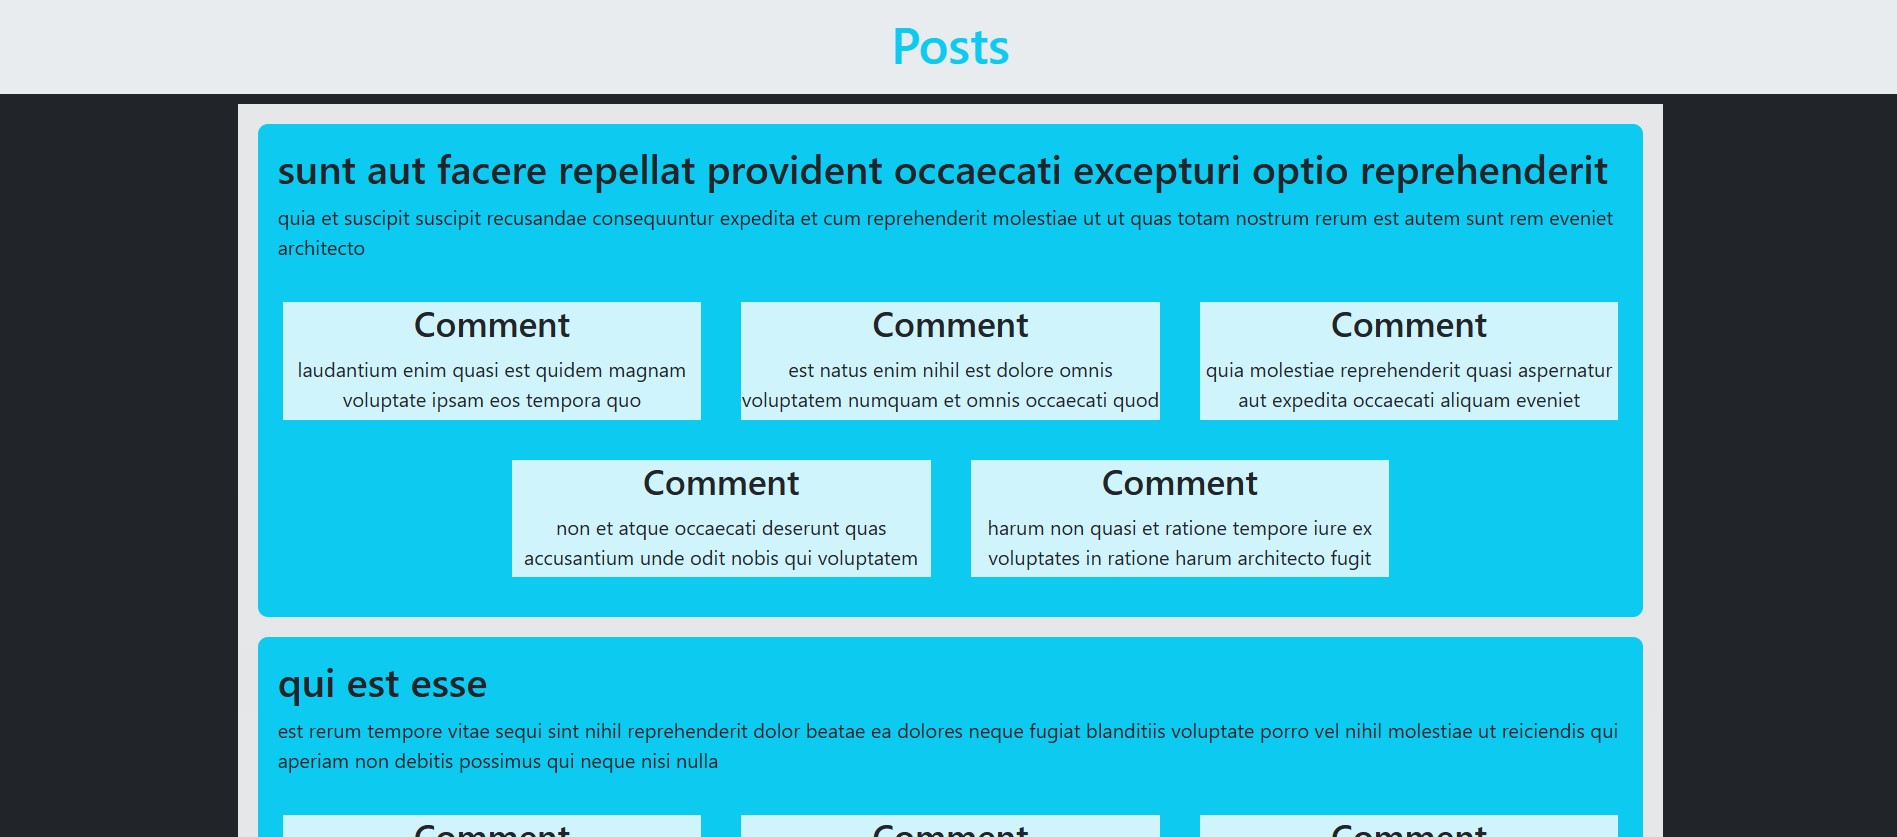 Posts
sunt aut facere repellat provident occaecati excepturi optio reprehenderit
quia et suscipit suscipit recusandae consequuntur expedita et cum reprehenderit molestiae ut ut quas totam nostrum rerum est autem sunt rem eveniet
architecto
Comment
laudantium enim quasi est quidem magnam
voluptate ipsam eos tempora quo
Comment
est natus enim nihil est dolore omnis
voluptatem numquam et omnis occaecati quod
Comment
quia molestiae reprehenderit quasi aspernatur
aut expedita occaecati aliquam eveniet
Comment
non et atque occaecati deserunt quas
accusantium unde odit nobis qui voluptatem
Comment
harum non quasi et ratione tempore iure ex
voluptates in ratione harum architecto fugit
qui est esse
est rerum tempore vitae sequi sint nihil reprehenderit dolor beatae ea dolores neque fugiat blanditiis voluptate porro vel nihil molestiae ut reiciendis qui
aperiam non debitis possimus qui neque nisi nulla
Comment
Comment
Comment